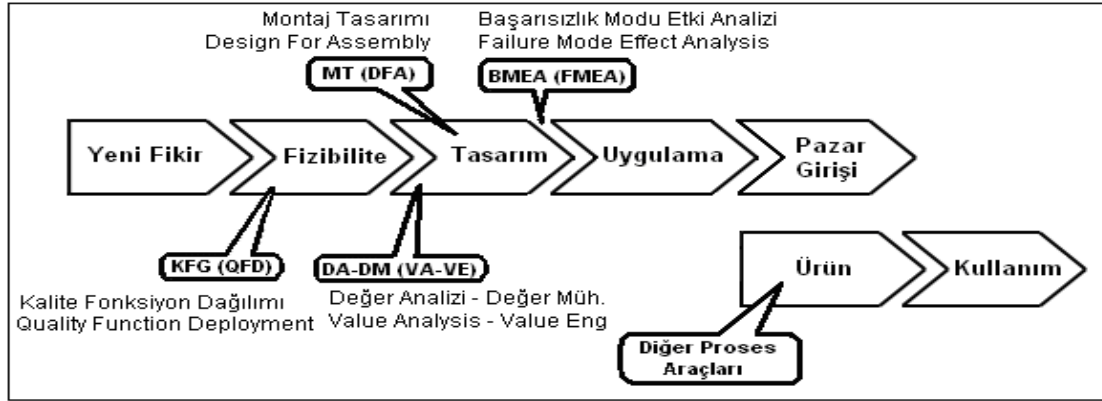 Montaj Tasarımı
Design For Assembly
MT (DFA)
Başarısızlık Modu Etki Analizi
Failure Mode Effect Analysis
BMEA (FMEA)
Yeni Fikir
Fizibilite
Tasarım
Uygulama
Pazar
Girişi
KFG (QFD)
Kalite Fonksiyon Dağılımı
Quality Function Deployment
DA-DM (VA-VE)
Değer Analizi - Değer Müh.
Value Analysis - Value Eng
Ürün
Kullanım
Diğer Proses
Araçları